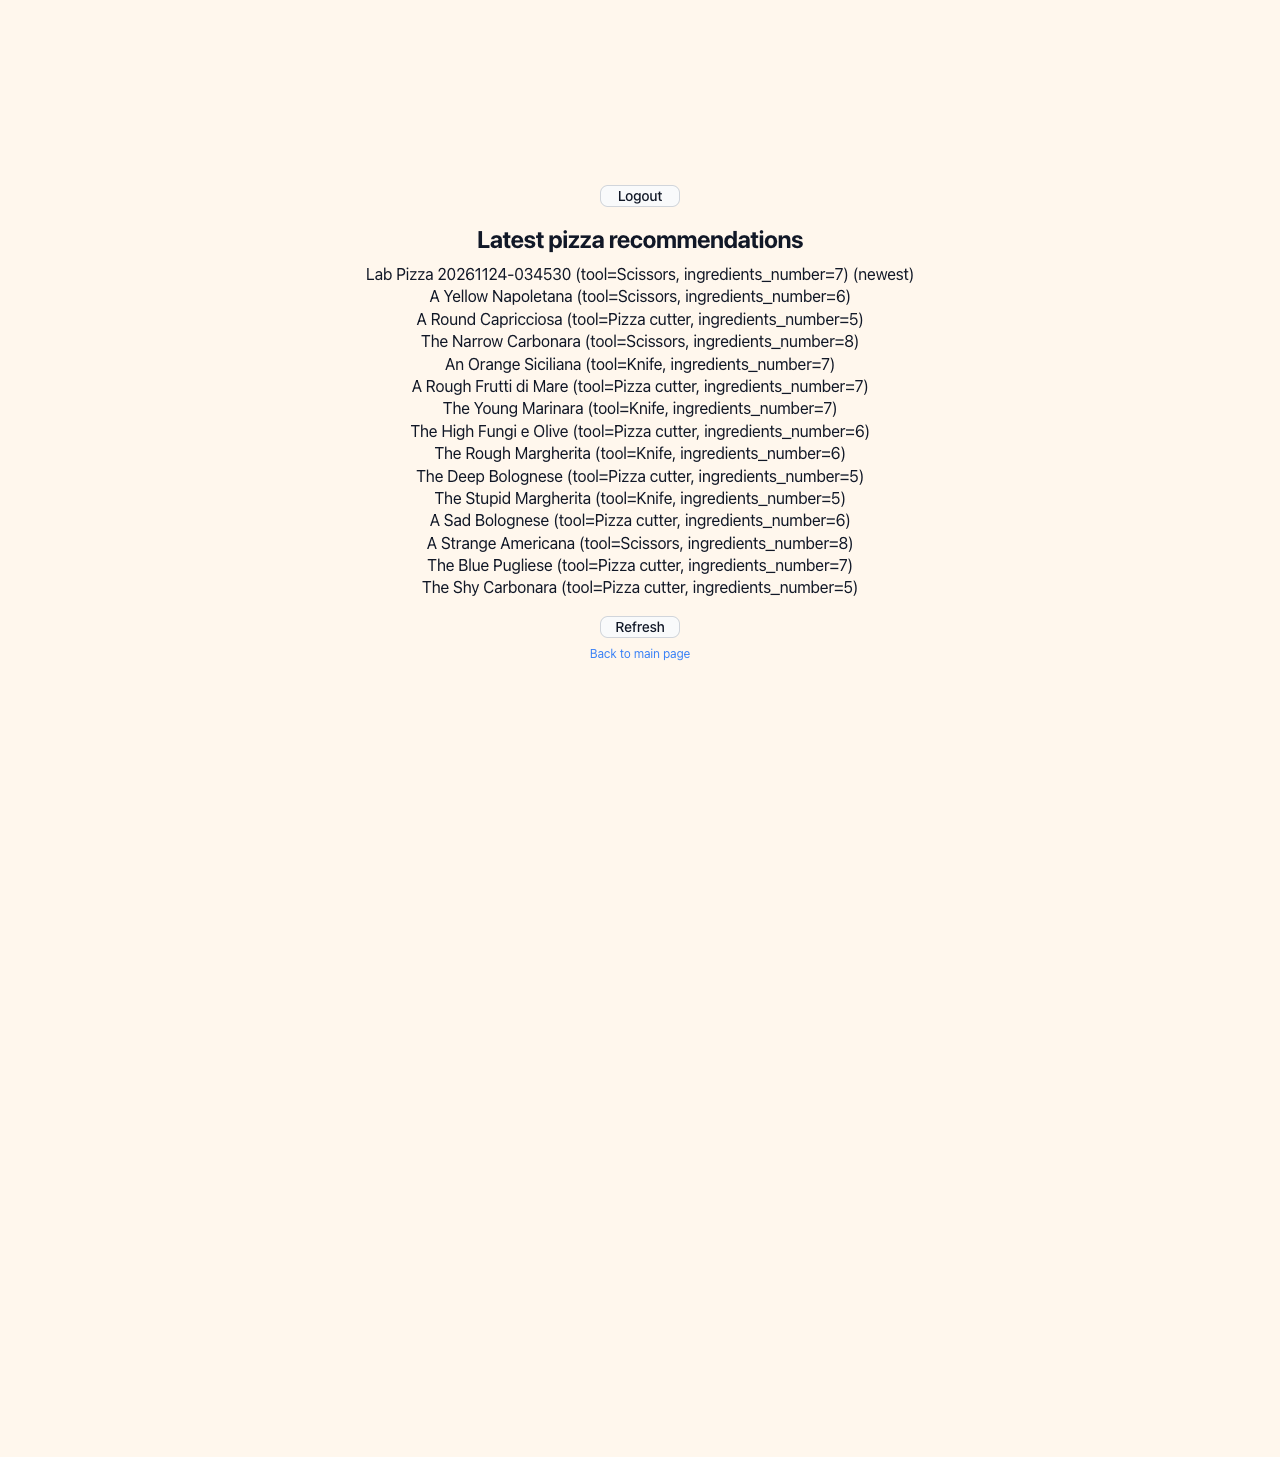 Logout
Latest pizza recommendations
Lab Pizza 20261124-034530 (tool=Scissors, ingredients_number=7) (newest)
A Yellow Napoletana (tool=Scissors, ingredients_number=6)
A Round Capricciosa (tool=Pizza cutter, ingredients_number=5)
The Narrow Carbonara (tool=Scissors, ingredients_number=8)
An Orange Siciliana (tool=Knife, ingredients_number=7)
A Rough Frutti di Mare (tool=Pizza cutter, ingredients_number=7)
The Young Marinara (tool=Knife, ingredients_number=7)
The High Fungi e Olive (tool=Pizza cutter, ingredients_number=6)
The Rough Margherita (tool=Knife, ingredients_number=6)
The Deep Bolognese (tool=Pizza cutter, ingredients_number=5)
The Stupid Margherita (tool=Knife, ingredients_number=5)
A Sad Bolognese (tool=Pizza cutter, ingredients_number=6)
A Strange Americana (tool=Scissors, ingredients_number=8)
The Blue Pugliese (tool=Pizza cutter, ingredients_number=7)
The Shy Carbonara (tool=Pizza cutter, ingredients_number=5)
Refresh
Back to main page